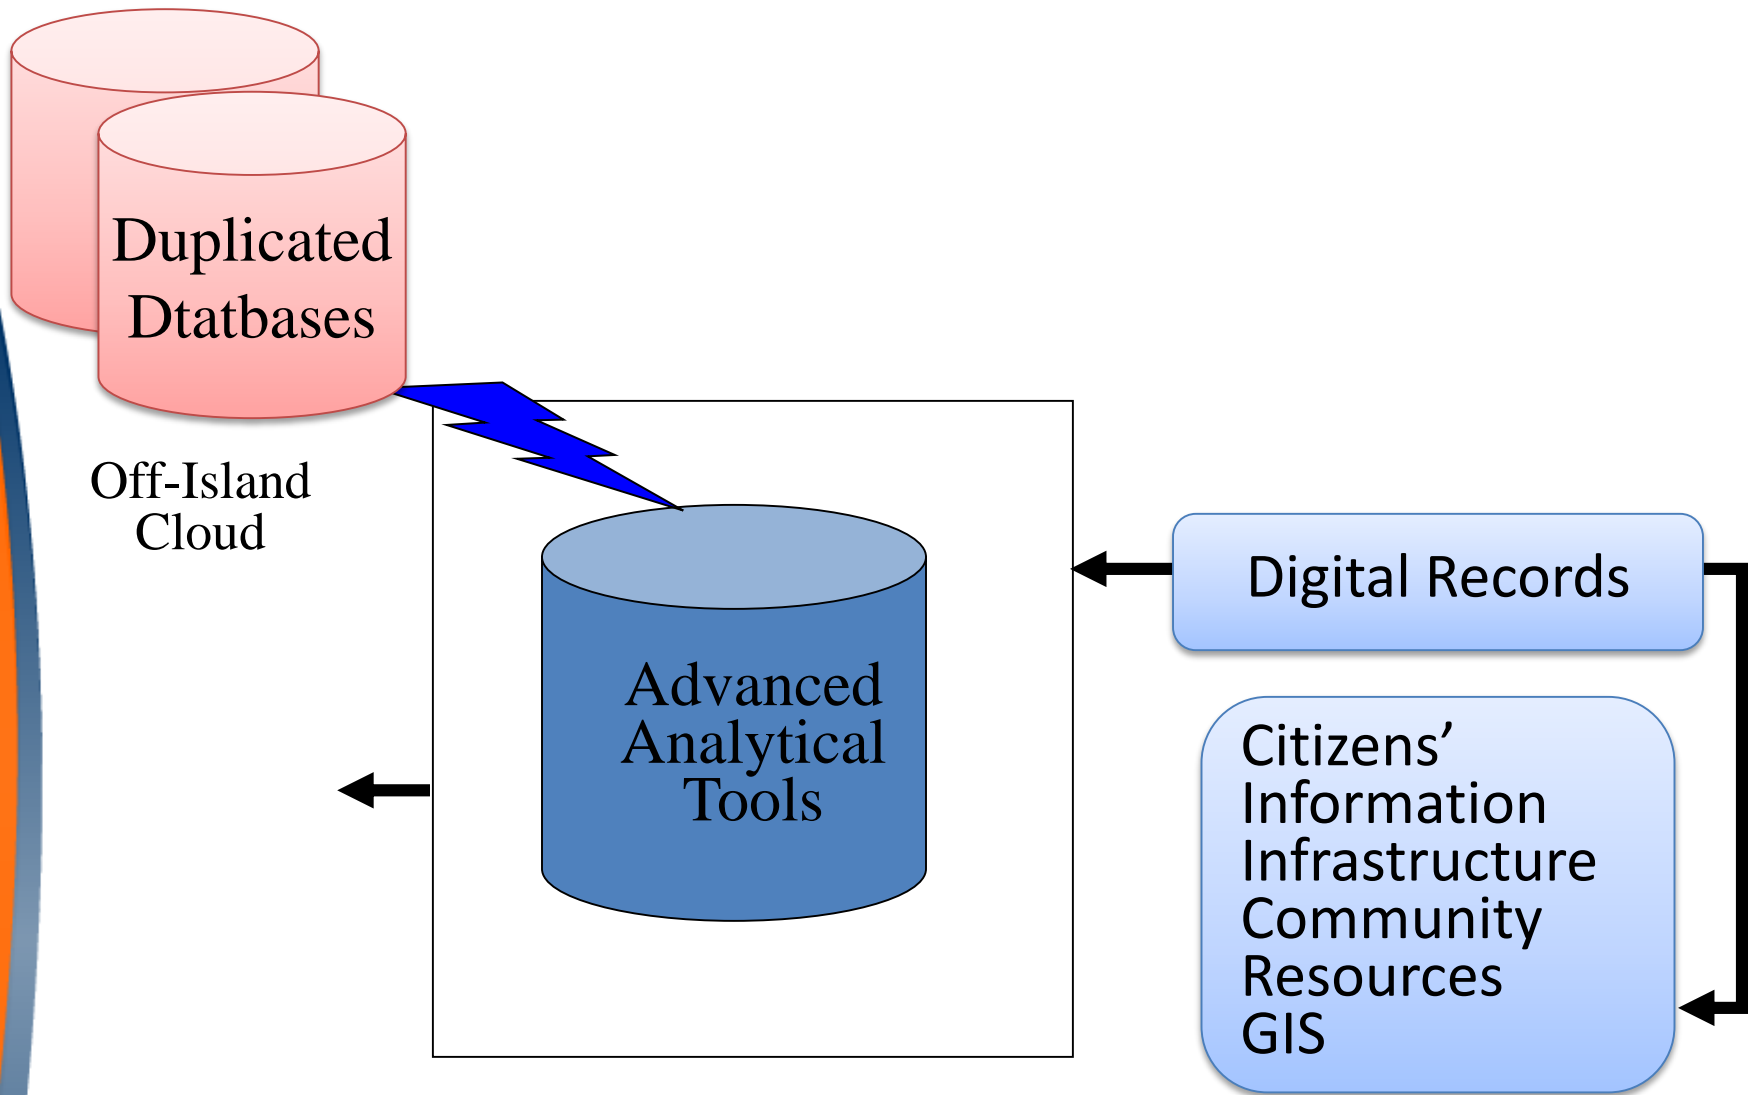 Duplicated
Dtatbases
Off-Island
Cloud
Advanced
Analytical
Tools
Digital Records
Citizens’
Information
Infrastructure
Community
Resources
GIS